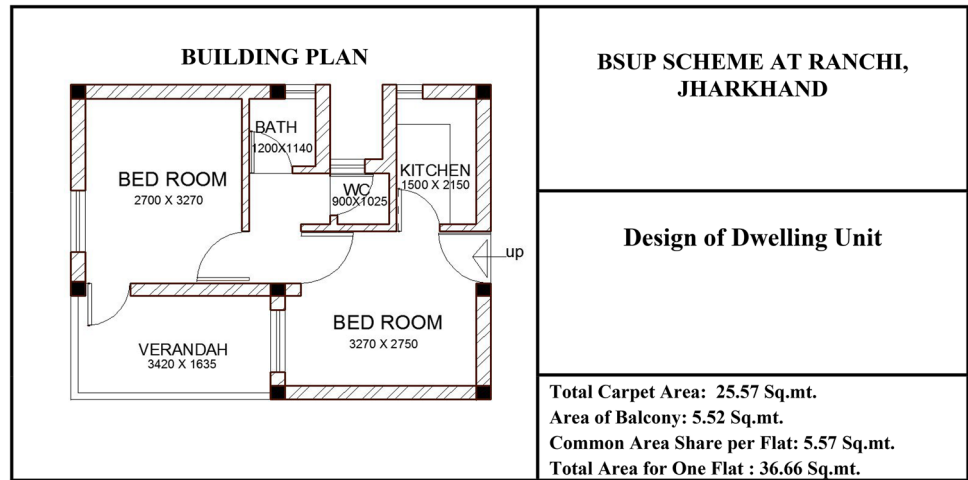 BUILDING PLAN
BATH
1200X1140
BED ROOM
2700 X 3270
WC
900X1025
KITCHEN
1500 X 2150
up
BED ROOM
3270 X 2750
VERANDAH
3420 X 1635
BSUP SCHEME AT RANCHI,
JHARKHAND
Design of Dwelling Unit
Total Carpet Area: 25.57 Sq.mt.
Area of Balcony: 5.52 Sq.mt.
Common Area Share per Flat: 5.57 Sq.mt.
Total Area for One Flat : 36.66 Sq.mt.